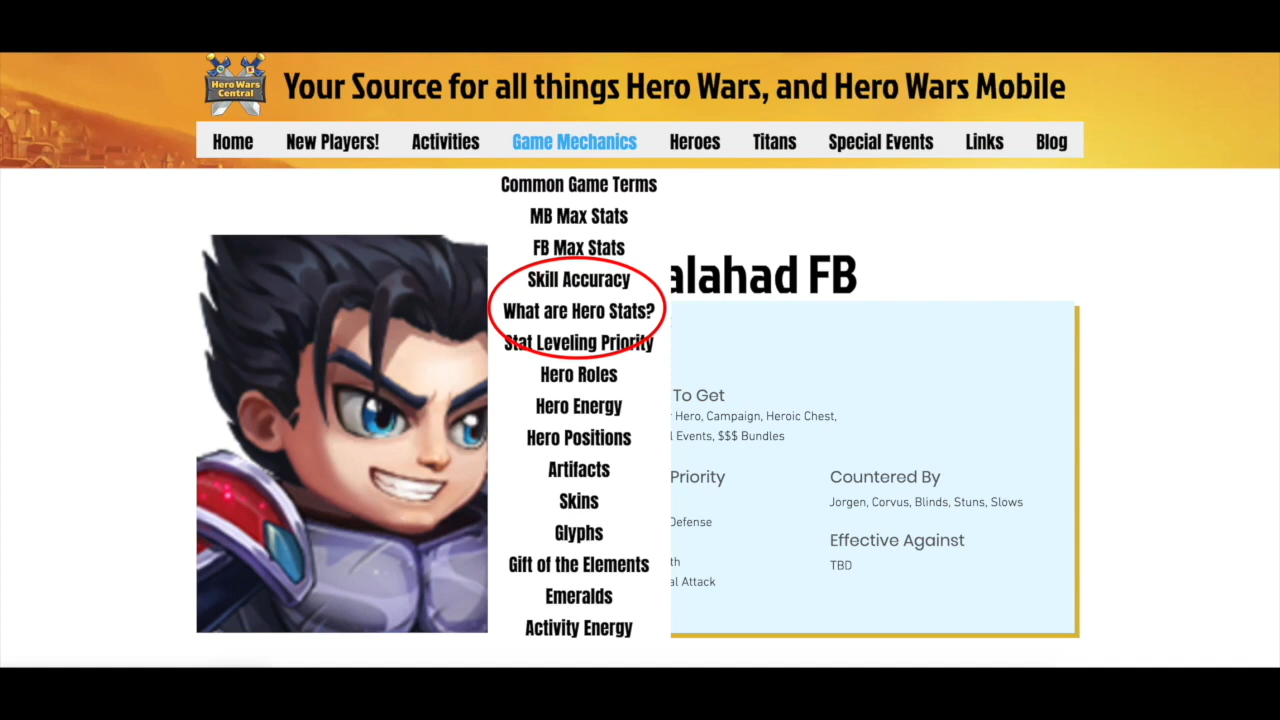 Hero Wars
Central
Your Source for all things Hero Wars, and Hero Wars Mobile
Home New Players! Activities Game Mechanics Heroes Titans Special Events Links Blog
Common Game Terms
MB Max Stats
FB Max Stats
Skill Accuracy
What are Hero Stats?
Stat Leveling Priority
Hero Roles
Hero Energy
Hero Positions
Artifacts
Skins
Glyphs
Gift of the Elements
Emeralds
Activity Energy
alahad FB
To Get
Hero, Campaign, Heroic Chest,
Events, $$$ Bundles
Priority
Defense
th
al Attack
Countered By
Jorgen, Corvus, Blinds, Stuns, Slows
Effective Against
TBD